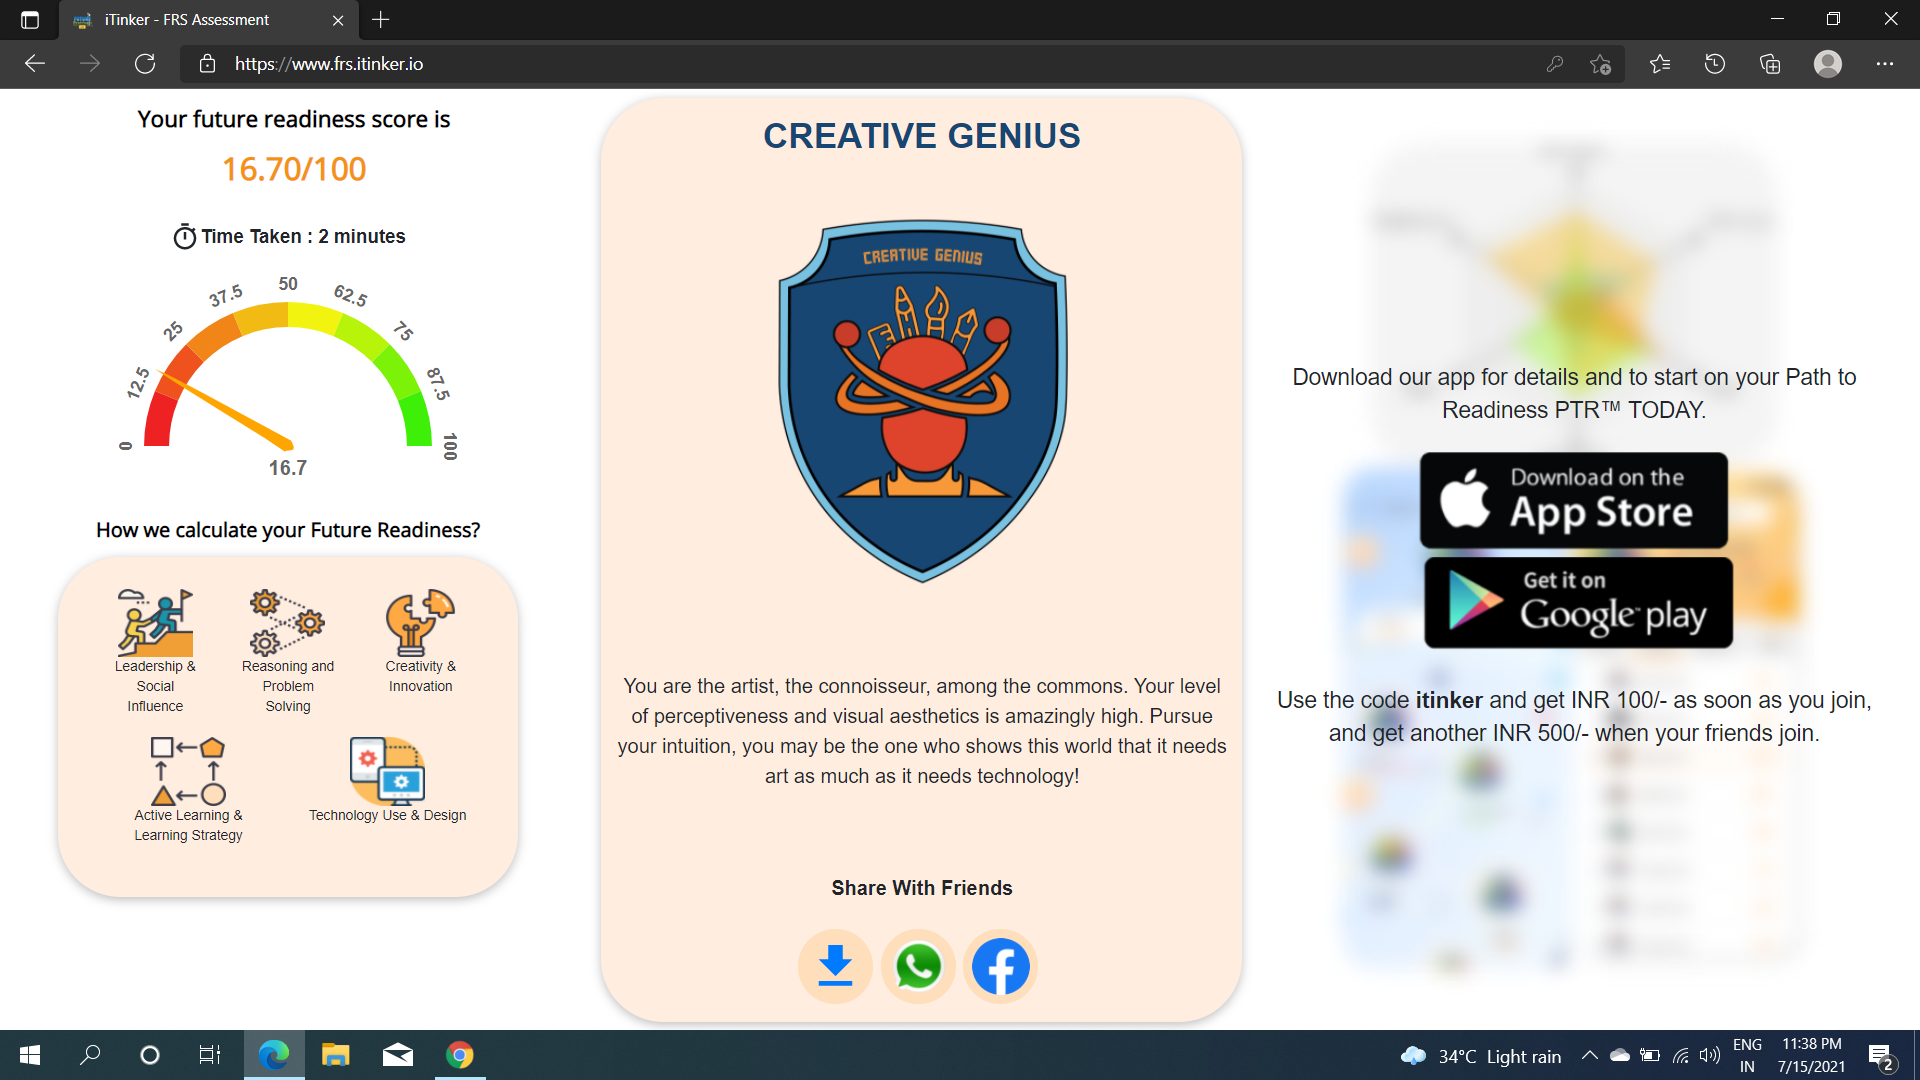 iTinker - FRS Assessment
https://www.frs.itinker.io
Your future readiness score is
16.70/100
Time Taken : 2 minutes
0
12.5
25
37.5
50
62.5
75
87.5
100
16.7
How we calculate your Future Readiness?
Leadership &
Social
Influence
Reasoning and
Problem
Solving
Creativity &
Innovation
Active Learning &
Learning Strategy
Technology Use & Design
CREATIVE GENIUS
CREATIVE GENIUS
You are the artist, the connoisseur, among the commons. Your level
of perceptiveness and visual aesthetics is amazingly high. Pursue
your intuition, you may be the one who shows this world that it needs
art as much as it needs technology!
Share With Friends
Download our app for details and to start on your Path to
Readiness PTR™ TODAY.
Download on the
App Store
Get it on
Google play
Use the code itinker and get INR 100/- as soon as you join,
and get another INR 500/- when your friends join.
34°C Light rain
ENG
IN
11:38 PM
7/15/2021
2